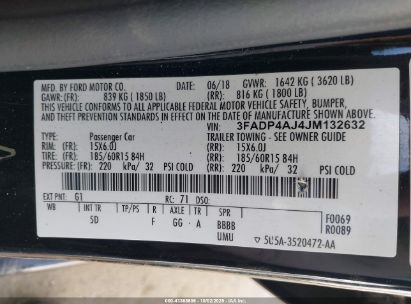 MFD. BY FORD MOTOR CO. 06/18 GVWR: 1642 KG ( 3620 LB)
GAWR: (FR): 839 KG ( 1850 LB) (RR): 816 KG ( 1800 LB)
THIS VEHICLE CONFORMS TO ALL APPLICABLE FEDERAL SAFETY, BUMPER,
AND THEFT PREVENTION STANDARDS IN EFFECT ON THE DATE OF MANUFACTURE SHOWN ABOVE.
VIN: 3FADP4AJ4JM132632
TYPE: Passenger Car TRAILER TOWING - SEE OWNER GUIDE
RIM: (FR): 15X6.0J (RR): 15X6.0J
TIRE: (FR): 185/60R15 84H (RR): 185/60R15 84H
COLD: (FR): 220 kPa/ 32 PSI COLD (RR): 220 kPa/ 32 PSI COLD
EXT PNT: G1 RC: 71 DSO:
WB INT TR TP/PS R AXLE TR SPR F0069
5D F GG A BBBB R0089
UMU 5U5A-3520472-AA